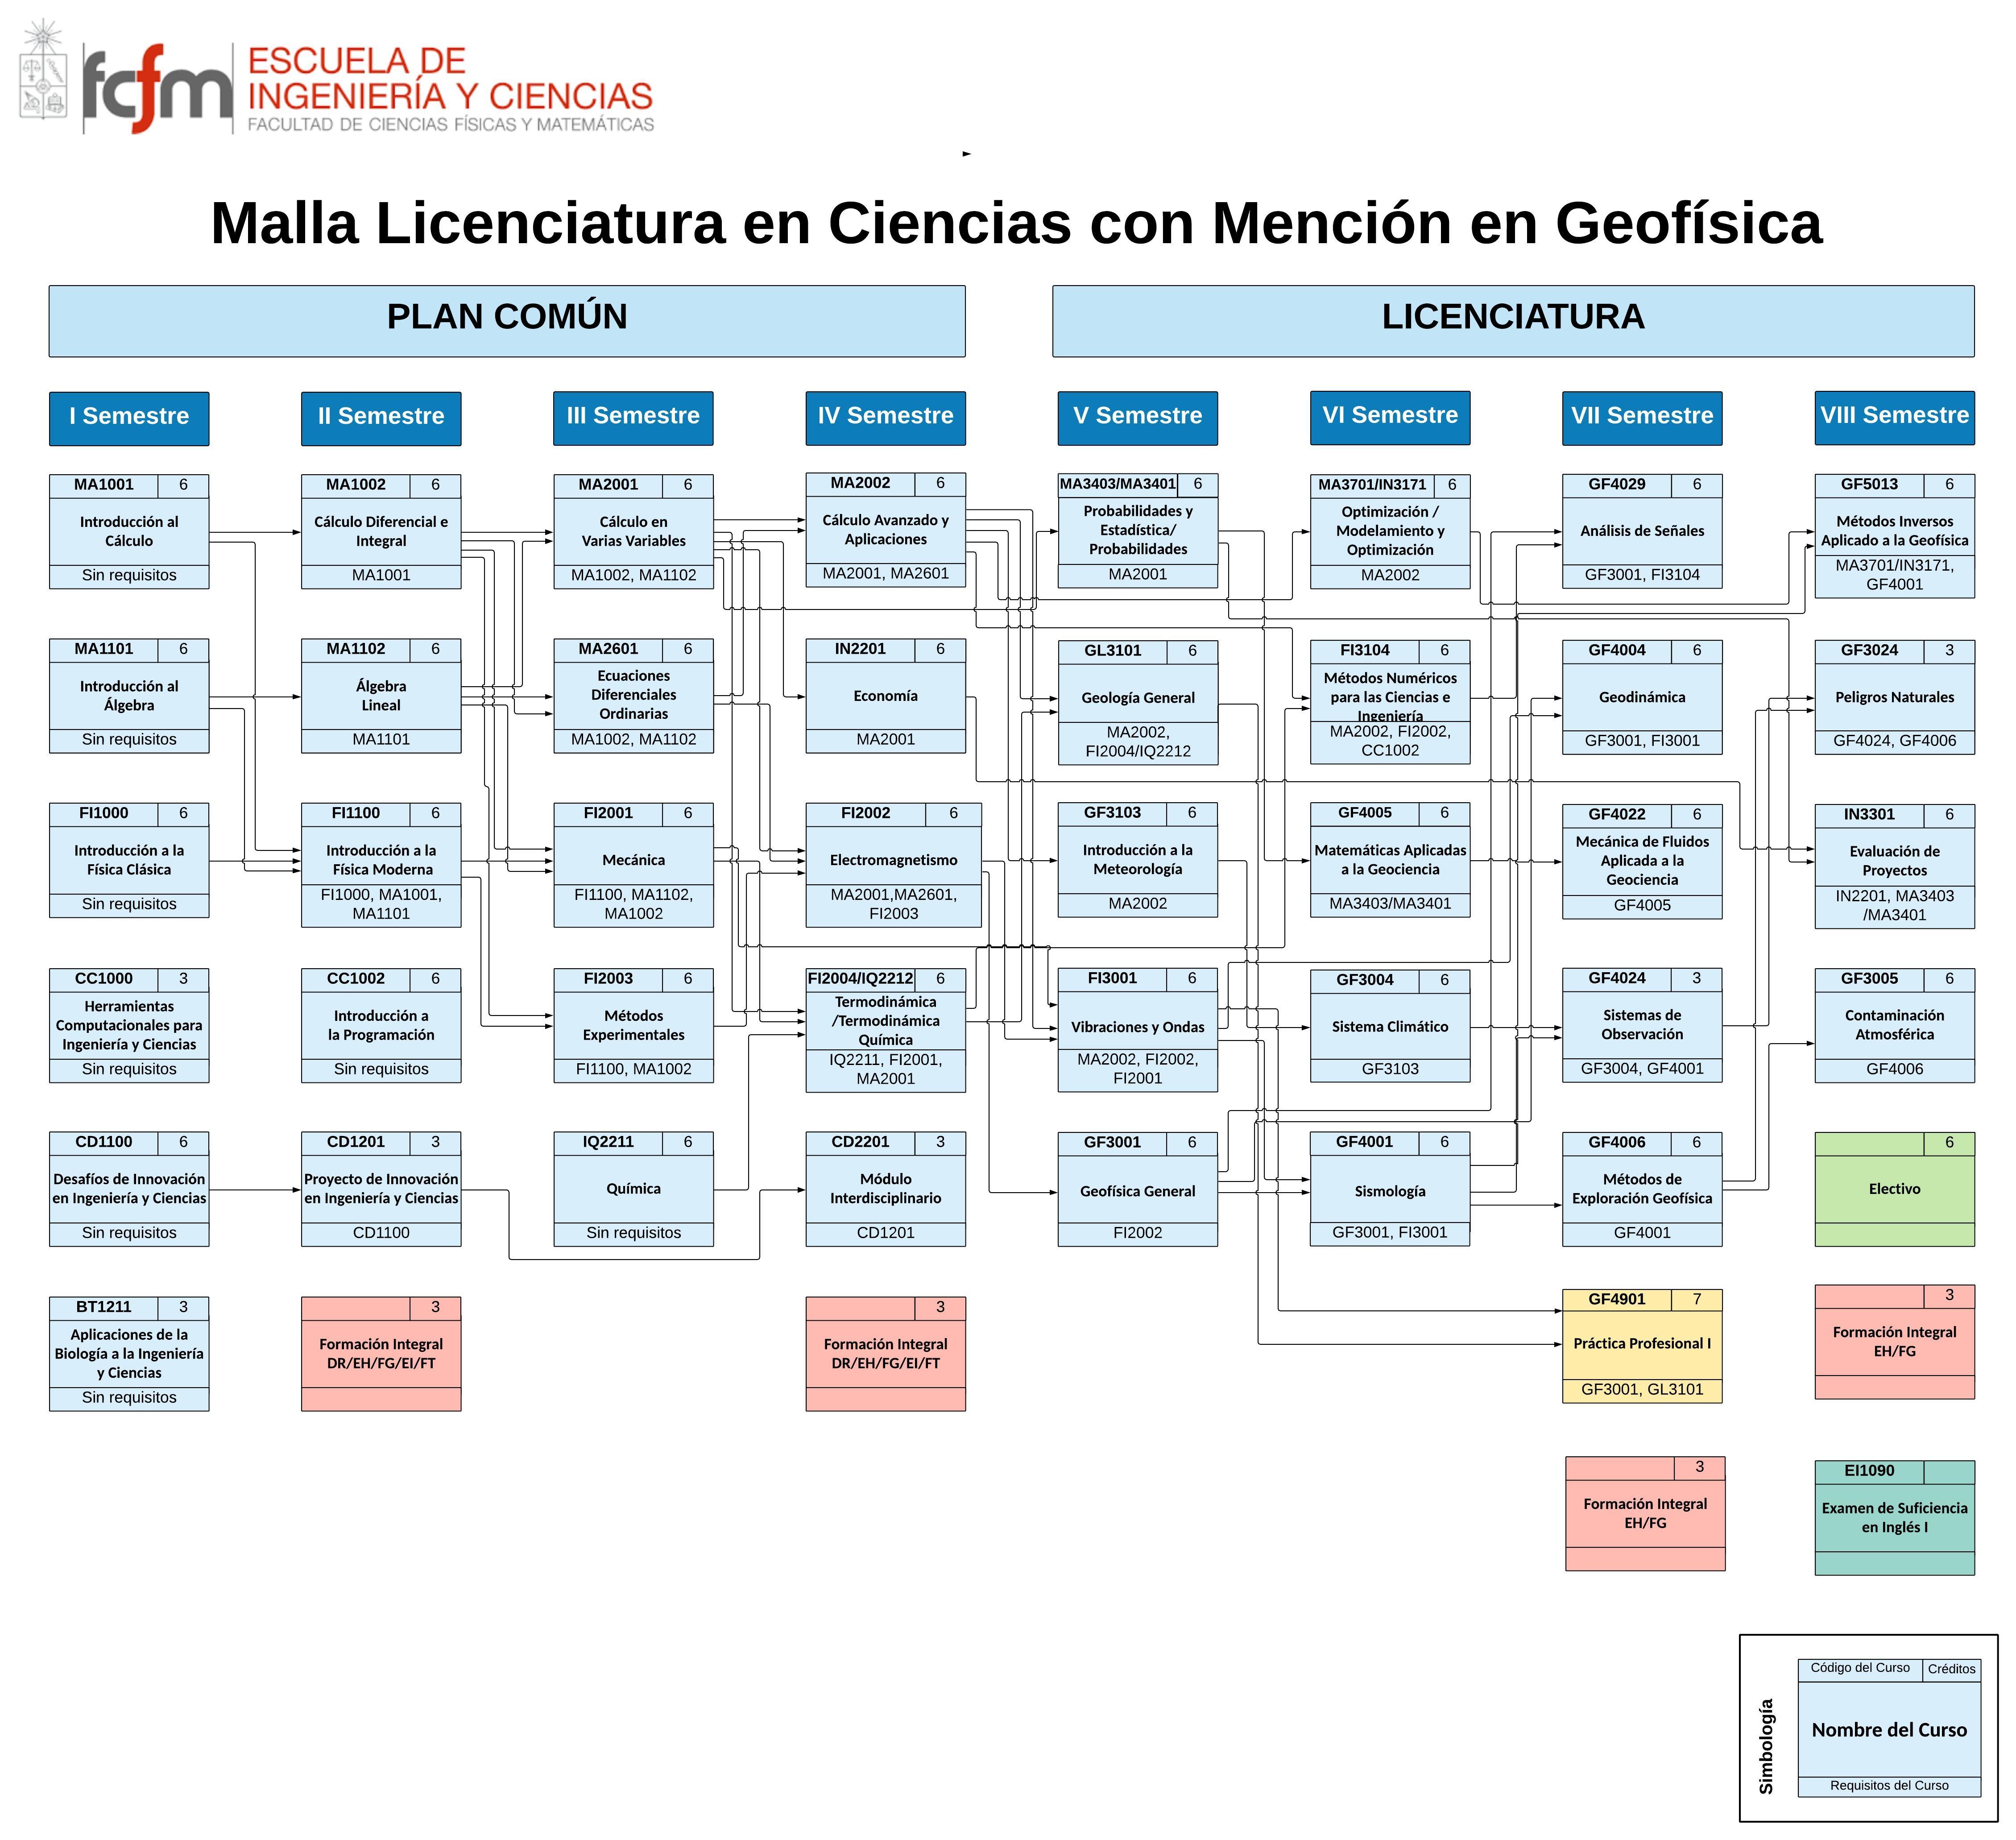 fcfm
ESCUELA DE
INGENIERÍA Y CIENCIAS
FACULTAD DE CIENCIAS FÍSICAS Y MATEMÁTICAS
Malla Licenciatura en Ciencias con Mención en Geofísica
PLAN COMÚN
LICENCIATURA
I Semestre
II Semestre
III Semestre
IV Semestre
V Semestre
VI Semestre
VII Semestre
VIII Semestre
MA1001 6
Introducción al
Cálculo
Sin requisitos
MA1002 6
Cálculo Diferencial e
Integral
MA1001
MA2001 6
Cálculo en
Varias Variables
MA1002, MA1102
MA2002 6
Cálculo Avanzado y
Aplicaciones
MA2001, MA2601
MA3403/MA3401 6
Probabilidades y
Estadística/
Probabilidades
MA2001
MA3701/IN3171 6
Optimización /
Modelamiento y
Optimización
MA2002
GF4029 6
Análisis de Señales
GF3001, FI3104
GF5013 6
Métodos Inversos
Aplicado a la Geofísica
MA3701/IN3171,
GF4001
MA1101 6
Introducción al
Álgebra
Sin requisitos
MA1102 6
Álgebra
Lineal
MA1101
MA2601 6
Ecuaciones
Diferenciales
Ordinarias
MA1002, MA1102
IN2201 6
Economía
MA2001
GL3101 6
Geología General
MA2002,
FI2004/IQ2212
FI3104 6
Métodos Numéricos
para las Ciencias e
Ingeniería
MA2002, FI2002,
CC1002
GF4004 6
Geodinámica
GF3001, FI3001
GF3024 3
Peligros Naturales
GF4024, GF4006
FI1000 6
Introducción a la
Física Clásica
Sin requisitos
FI1100 6
Introducción a la
Física Moderna
FI1000, MA1001,
MA1101
FI2001 6
Mecánica
FI1100, MA1102,
MA1002
FI2002 6
Electromagnetismo
MA2001,MA2601,
FI2003
GF3103 6
Introducción a la
Meteorología
MA2002
GF4005 6
Matemáticas Aplicadas
a la Geociencia
MA3403/MA3401
GF4022 6
Mecánica de Fluidos
Aplicada a la
Geociencia
GF4005
IN3301 6
Evaluación de
Proyectos
IN2201, MA3403
/MA3401
CC1000 3
Herramientas
Computacionales para
Ingeniería y Ciencias
Sin requisitos
CC1002 6
Introducción a
la Programación
Sin requisitos
FI2003 6
Métodos
Experimentales
FI1100, MA1002
FI2004/IQ2212 6
Termodinámica
/Termodinámica
Química
IQ2211, FI2001,
MA2001
FI3001 6
Vibraciones y Ondas
MA2002, FI2002,
FI2001
GF3004 6
Sistema Climático
GF3103
GF4024 3
Sistemas de
Observación
GF3004, GF4001
GF3005 6
Contaminación
Atmosférica
GF4006
CD1100 6
Desafíos de Innovación
en Ingeniería y Ciencias
Sin requisitos
CD1201 3
Proyecto de Innovación
en Ingeniería y Ciencias
CD1100
IQ2211 6
Química
Sin requisitos
CD2201 3
Módulo
Interdisciplinario
CD1201
GF3001 6
Geofísica General
FI2002
GF4001 6
Sismología
GF3001, FI3001
GF4006 6
Métodos de
Exploración Geofísica
GF4001
6
Electivo
BT1211 3
Aplicaciones de la
Biología a la Ingeniería
y Ciencias
Sin requisitos
3
Formación Integral
DR/EH/FG/EI/FT
3
Formación Integral
DR/EH/FG/EI/FT
GF4901 7
Práctica Profesional I
GF3001, GL3101
3
Formación Integral
EH/FG
3
Formación Integral
EH/FG
EI1090
Examen de Suficiencia
en Inglés I
Simbología
Código del Curso Créditos
Nombre del Curso
Requisitos del Curso